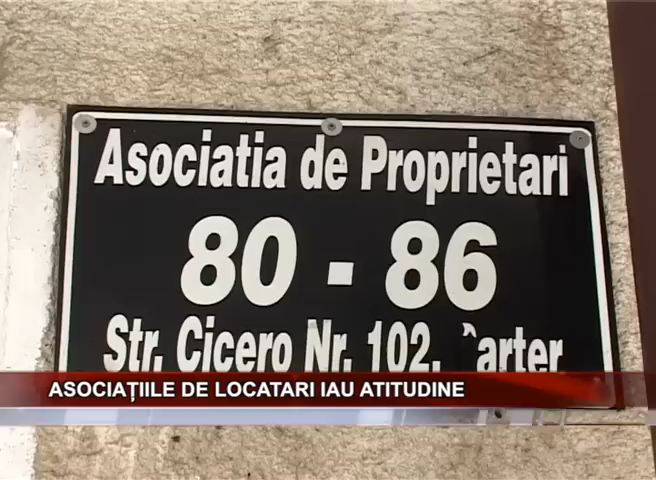 Asociatia de Proprietari
80 - 86
Str. Cicero Nr. 102, `arter
ASOCIAȚIILE DE LOCATARI IAU ATITUDINE